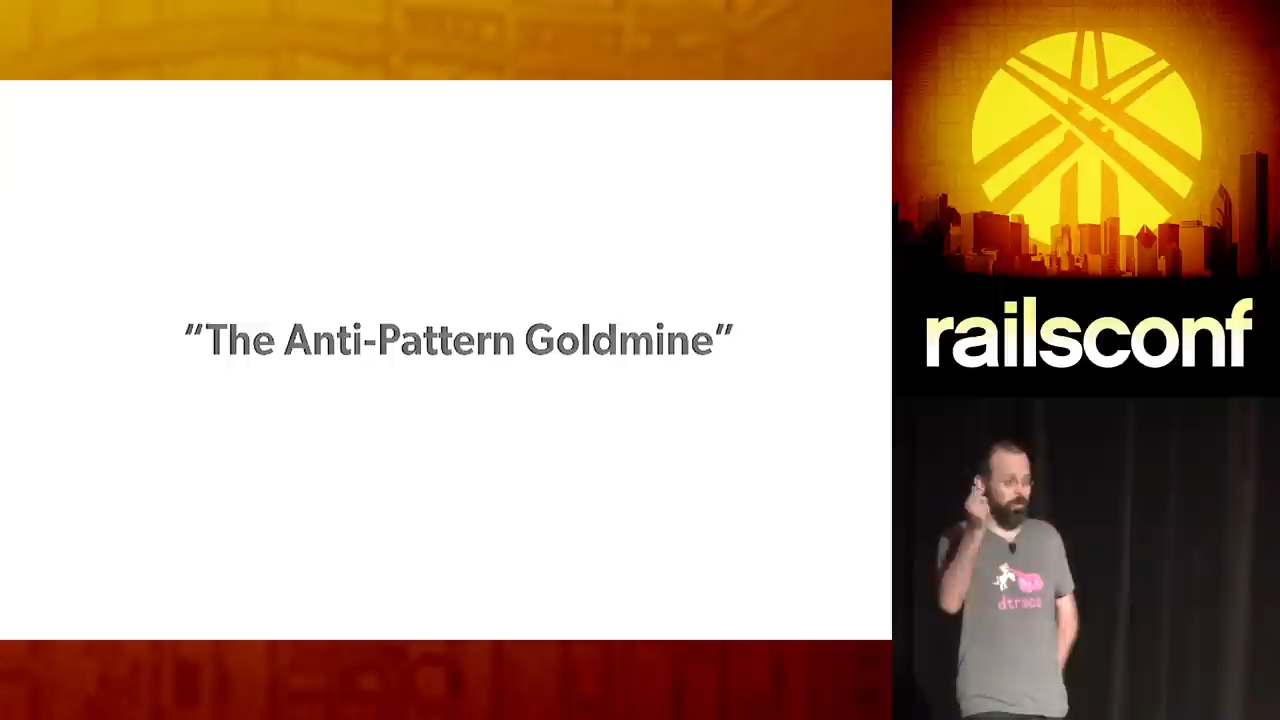 “The Anti-Pattern Goldmine”
railsconf
dtrace